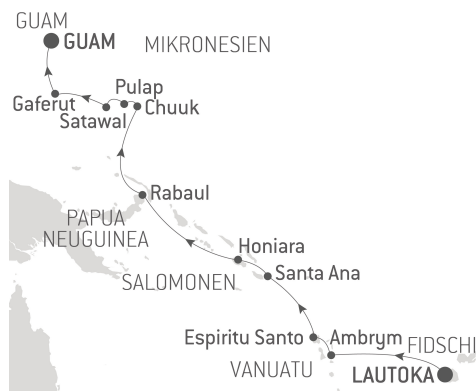 GUAM
GUAM
MIKRONESIEN
Pulap
Gaferut
Chuuk
Satawal
Rabaul
PAPUA
NEUGUINEA
Honiara
SALOMONEN
Santa Ana
Espiritu Santo
Ambrym
FIDSCHI
VANUATU
LAUTOKA